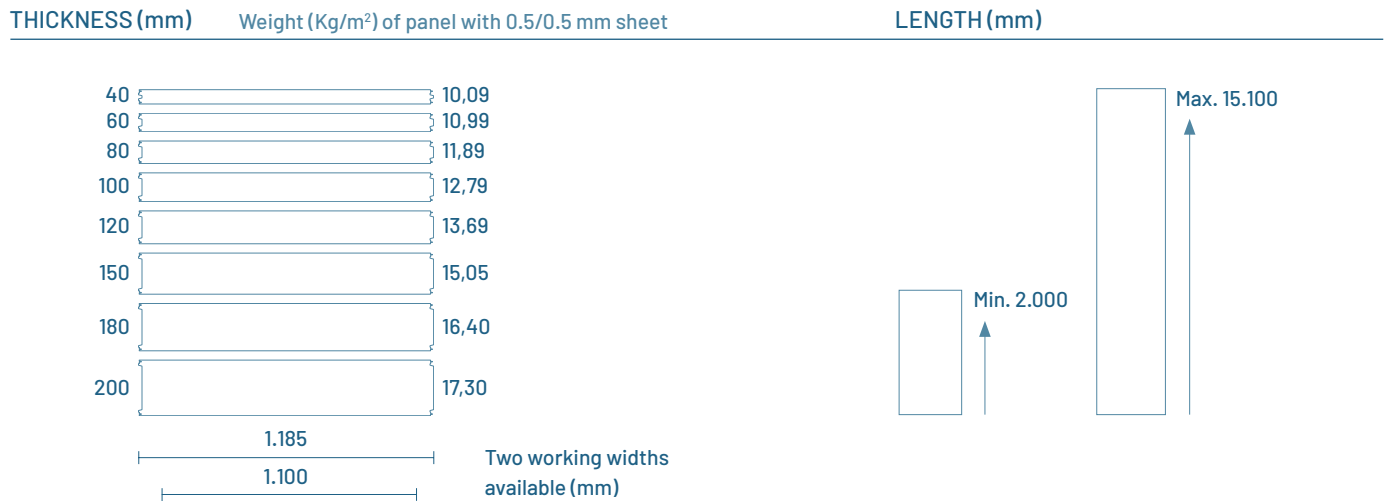 THICKNESS (mm) Weight (Kg/m²) of panel with 0.5/0.5 mm sheet LENGTH (mm)
40 10,09
60 10,99
80 11,89
100 12,79
120 13,69
150 15,05
180 16,40
200 17,30
1.185
1.100
Two working widths
available (mm)
Min. 2.000
Max. 15.100